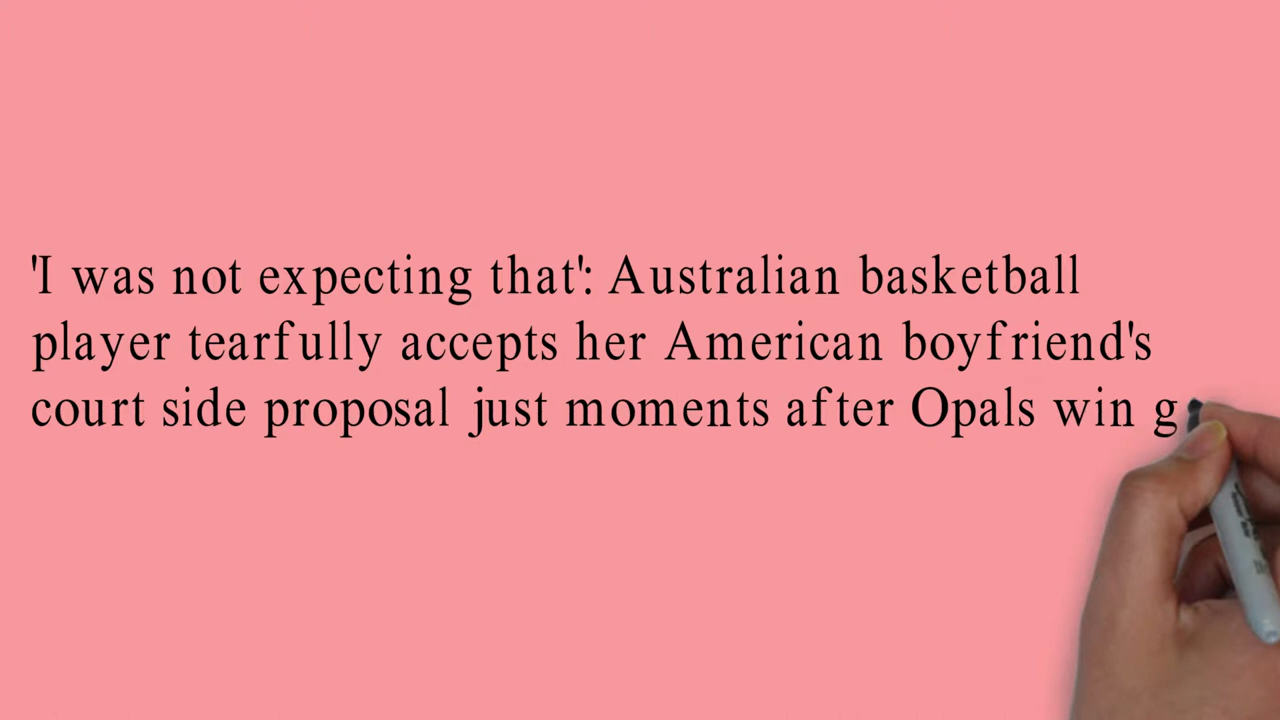 'I was not expecting that': Australian basketball
player tearfully accepts her American boyfriend's
court side proposal just moments after Opals win g